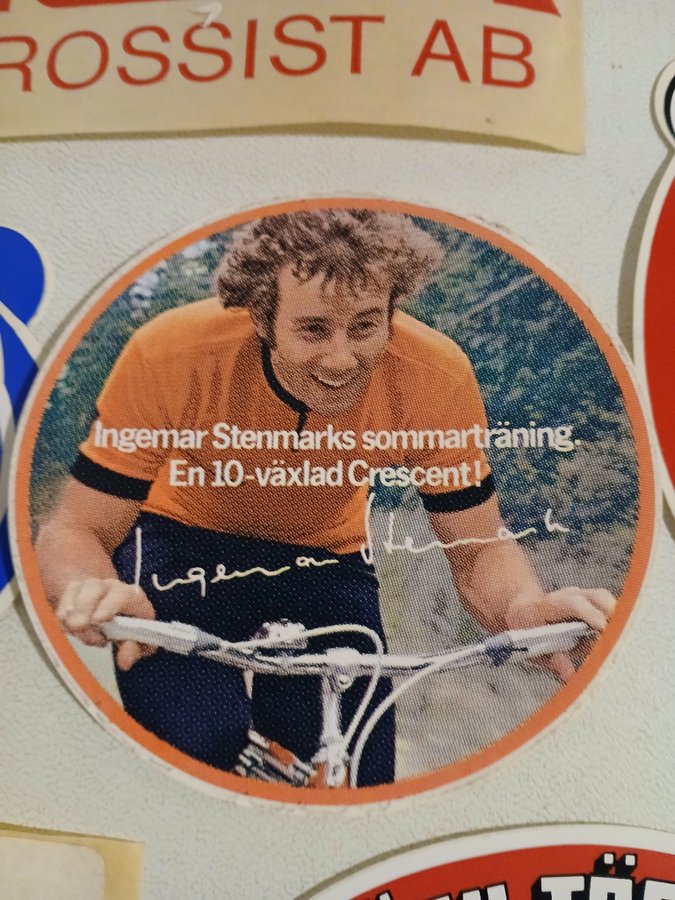 ROSSIST AB
Ingemar Stenmarks sommarträning.
En 10-växlad Crescent!
Ingemar Stenmark